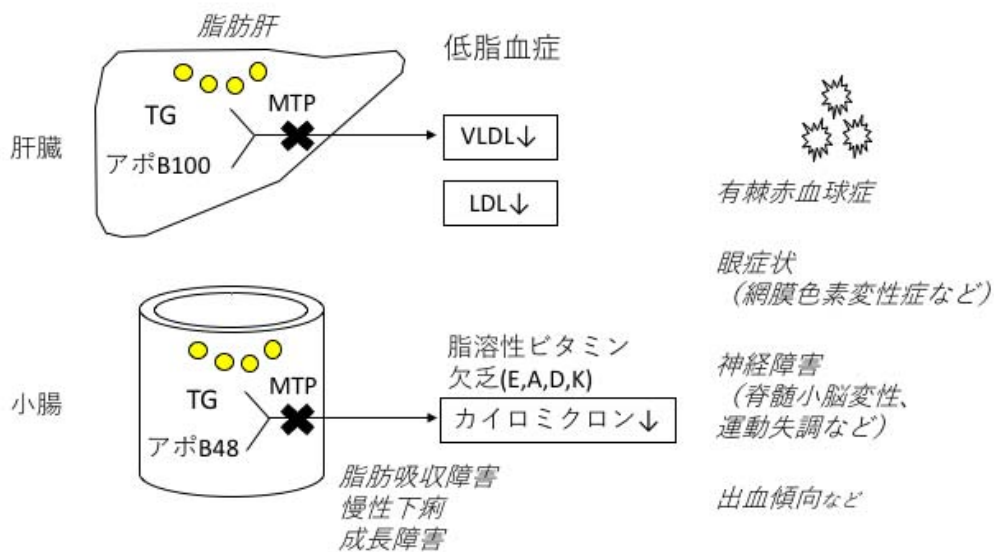 脂肪肝
低脂血症
肝臓
TG
MTP
アポB100
VLDL↓
LDL↓
有棘赤血球症
眼症状
（網膜色素変性症など）
神経障害
（脊髄小脳変性、
運動失調など）
出血傾向など
小腸
TG
MTP
アポB48
脂溶性ビタミン
欠乏(E,A,D,K)
カイロミクロン↓
脂肪吸収障害
慢性下痢
成長障害